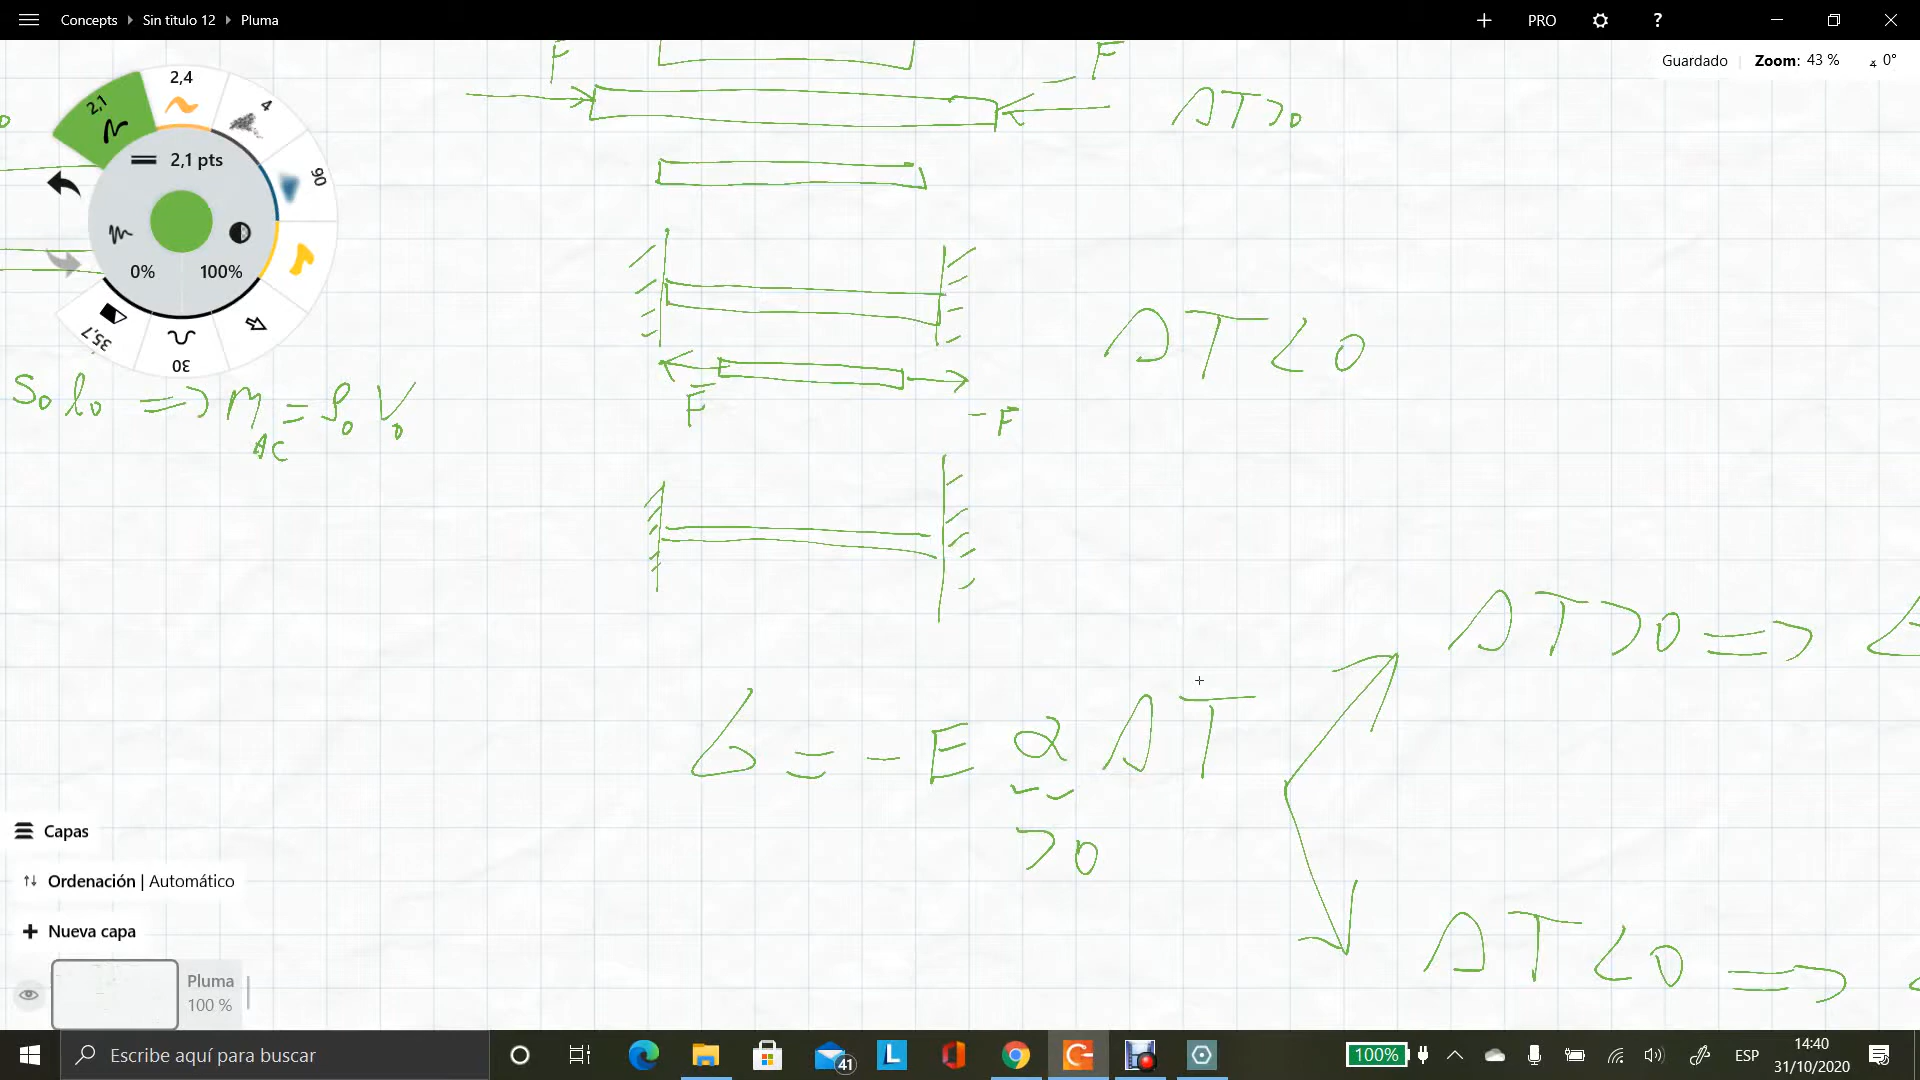 Concepts Sin título 12 Pluma
PRO
?
Guardado
Zoom: 43 %
0°
2,1
2,4
4
90
2,1 pts
0%
100%
35,7
30
F
F
ΔT>0
ΔT<0
F
-F
S₀ l₀ => m_AC = ρ₀ V₀
ΔT>0 =>
σ = - E α ΔT
>0
ΔT<0 =>
Capas
Ordenación | Automático
Nueva capa
Pluma
100 %
Escribe aquí para buscar
41
L
100%
ESP
14:40
31/10/2020